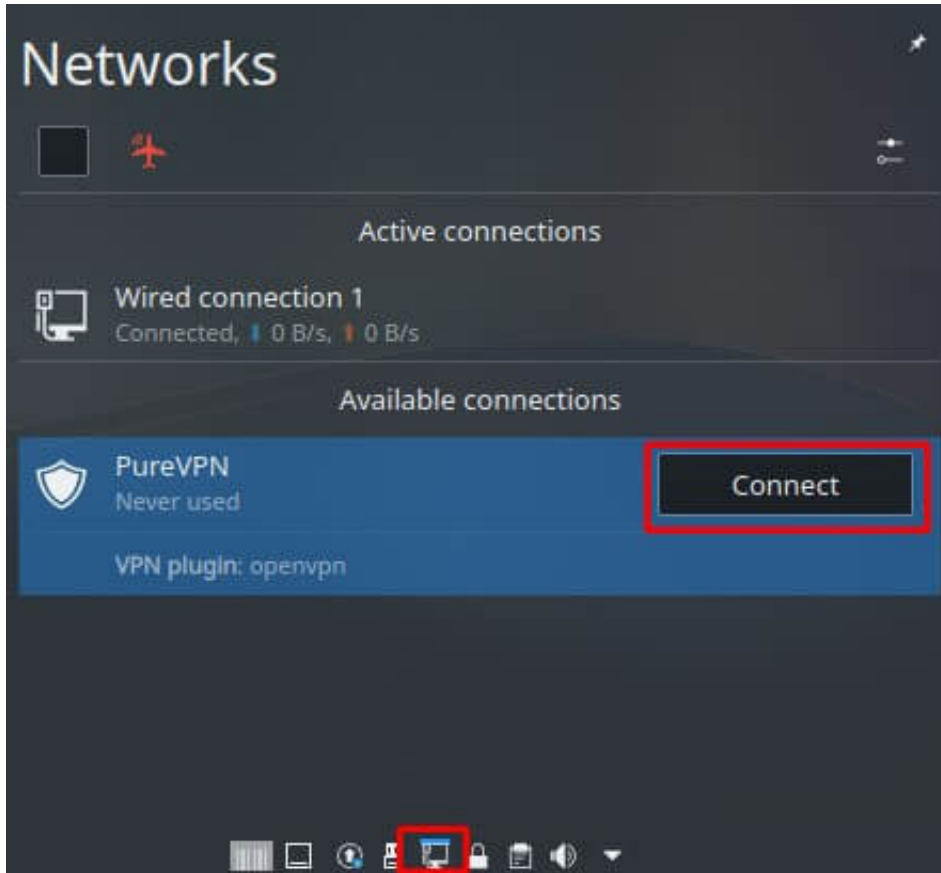 Networks
Active connections
Wired connection 1
Connected, 0 B/s, 0 B/s
Available connections
PureVPN
Never used
Connect
VPN plugin: openvpn